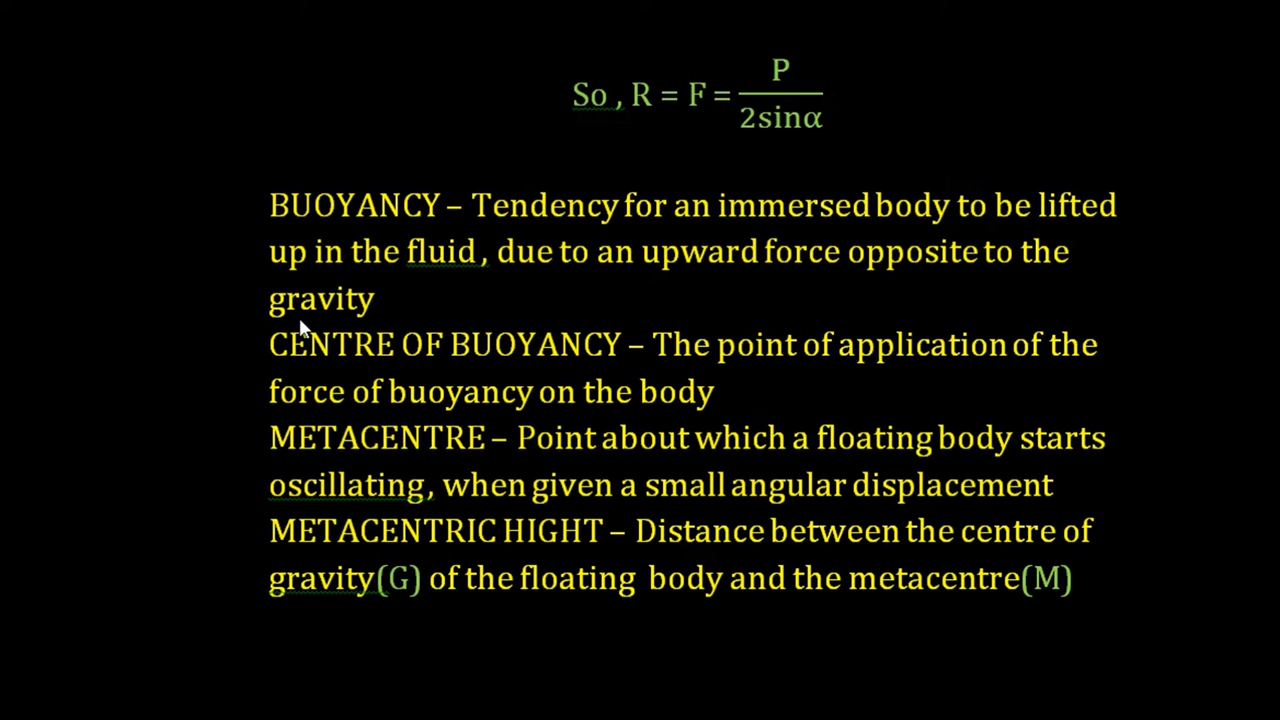 So , R = F = P / 2sinα
BUOYANCY – Tendency for an immersed body to be lifted
up in the fluid , due to an upward force opposite to the
gravity
CENTRE OF BUOYANCY – The point of application of the
force of buoyancy on the body
METACENTRE – Point about which a floating body starts
oscillating, when given a small angular displacement
METACENTRIC HIGHT – Distance between the centre of
gravity(G) of the floating body and the metacentre(M)